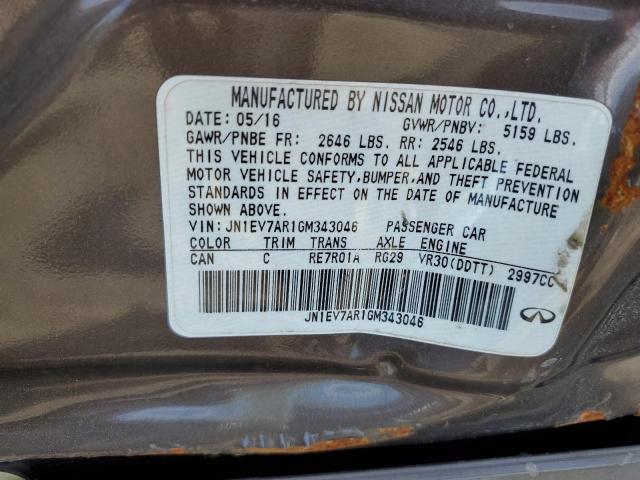 MANUFACTURED BY NISSAN MOTOR CO.,LTD.
DATE: 05/16 GVWR/PNBV: 5159 LBS.
GAWR/PNBE FR: 2646 LBS. RR: 2546 LBS.
THIS VEHICLE CONFORMS TO ALL APPLICABLE FEDERAL
MOTOR VEHICLE SAFETY,BUMPER,AND THEFT PREVENTION
STANDARDS IN EFFECT ON THE DATE OF MANUFACTURE
SHOWN ABOVE.
VIN: JN1EV7AR1GM343046 PASSENGER CAR
COLOR TRIM TRANS AXLE ENGINE
CAN C RE7R01A RG29 VR30(DDTT) 2997CC
JN1EV7AR1GM343046